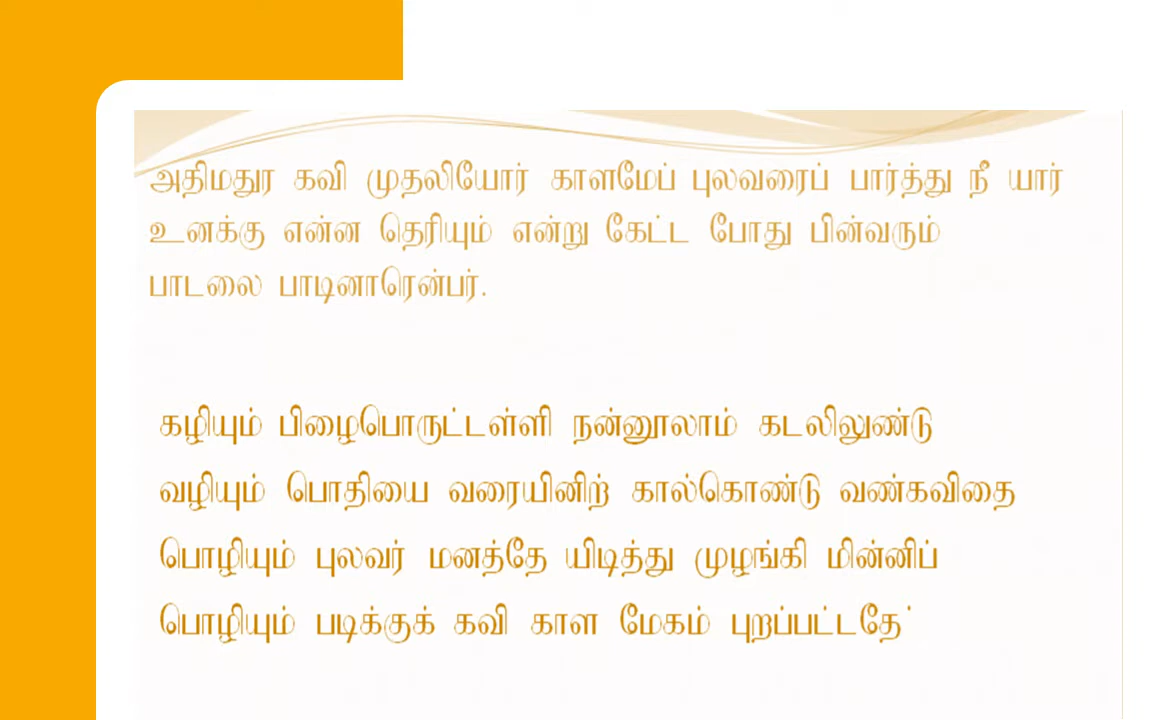 அதிமதுர கவி முதலியோர் காளமேப் புலவரைப் பார்த்து நீ யார்
உனக்கு என்ன தெரியும் என்று கேட்ட போது பின்வரும்
பாடலை பாடினாரென்பர்.
கழியும் பிழைபொருட்டள்ளி நன்னூலாம் கடலிலுண்டு
வழியும் பொதியை வரையினிற் கால்கொண்டு வண்கவிதை
பொழியும் புலவர் மனத்தே யிடித்து முழங்கி மின்னிப்
பொழியும் படிக்குக் கவி காள மேகம் புறப்பட்டதே'